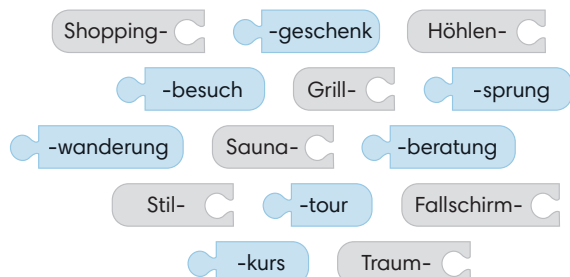 Shopping- -geschenk Höhlen-
-besuch Grill- -sprung
-wanderung Sauna- -beratung
Stil- -tour Fallschirm-
-kurs Traum-